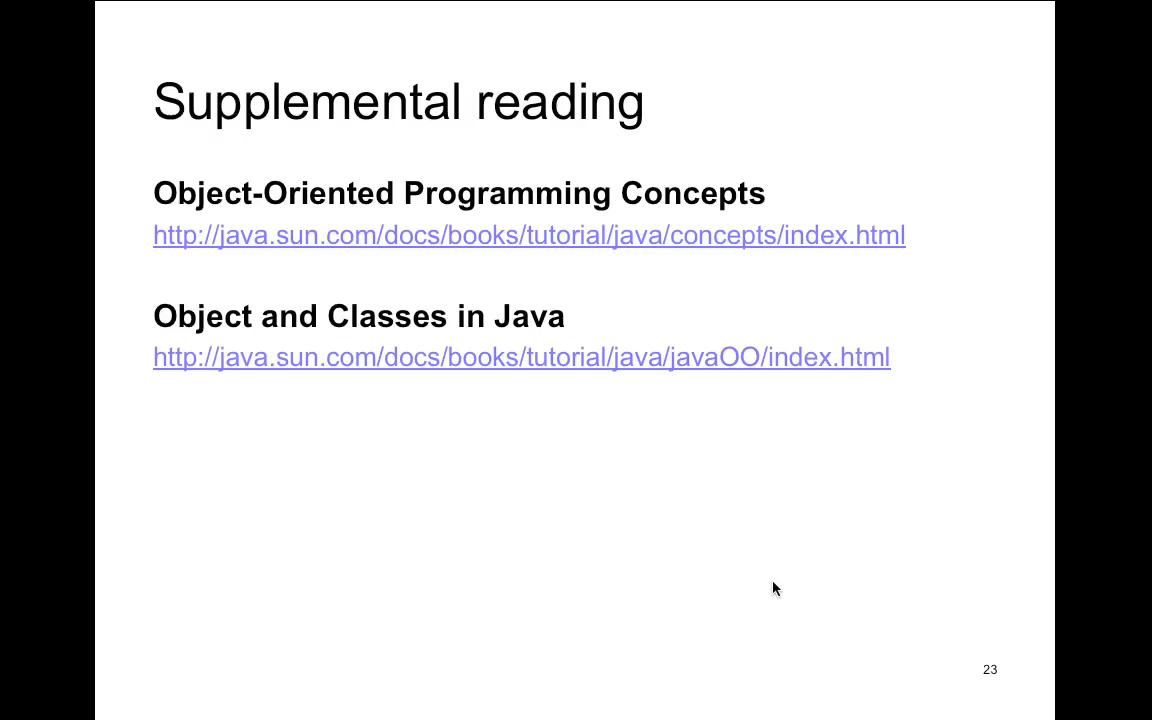 Supplemental reading
Object-Oriented Programming Concepts
http://java.sun.com/docs/books/tutorial/java/concepts/index.html
Object and Classes in Java
http://java.sun.com/docs/books/tutorial/java/javaOO/index.html
23